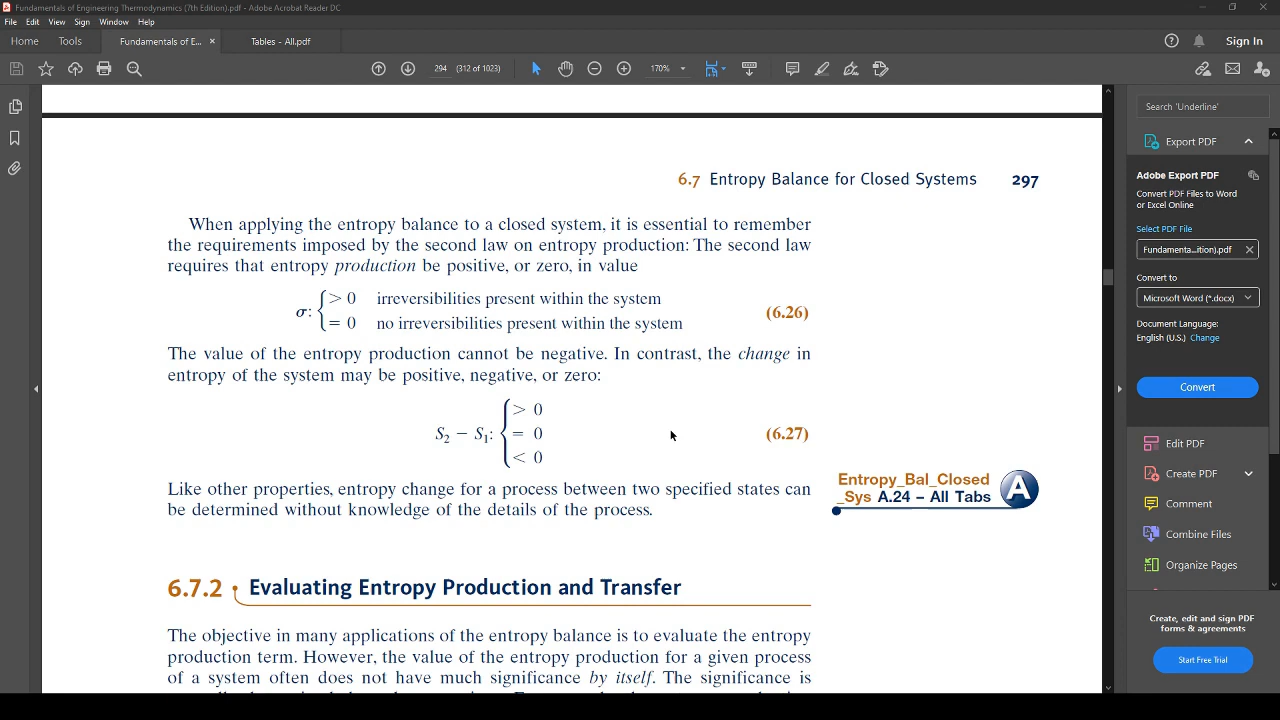 Fundamentals of Engineering Thermodynamics (7th Edition).pdf - Adobe Acrobat Reader DC
File Edit View Sign Window Help
Home Tools Fundamentals of E... × Tables - All.pdf Sign In
294 (312 of 1023) 170%
Search 'Underline'
Export PDF
Adobe Export PDF
Convert PDF Files to Word
or Excel Online
Select PDF File
Fundamenta...ition).pdf
Convert to
Microsoft Word (*.docx)
Document Language:
English (U.S.) Change
Convert
Edit PDF
Create PDF
Comment
Combine Files
Organize Pages
Create, edit and sign PDF
forms & agreements
Start Free Trial
6.7 Entropy Balance for Closed Systems 297
When applying the entropy balance to a closed system, it is essential to remember
the requirements imposed by the second law on entropy production: The second law
requires that entropy production be positive, or zero, in value
σ: { > 0 irreversibilities present within the system
= 0 no irreversibilities present within the system (6.26)
The value of the entropy production cannot be negative. In contrast, the change in
entropy of the system may be positive, negative, or zero:
> 0
S2 − S1: { = 0 (6.27)
< 0
Like other properties, entropy change for a process between two specified states can
be determined without knowledge of the details of the process.
Entropy_Bal_Closed
_Sys A.24 – All Tabs A
6.7.2 Evaluating Entropy Production and Transfer
The objective in many applications of the entropy balance is to evaluate the entropy
production term. However, the value of the entropy production for a given process
of a system often does not have much significance by itself. The significance is